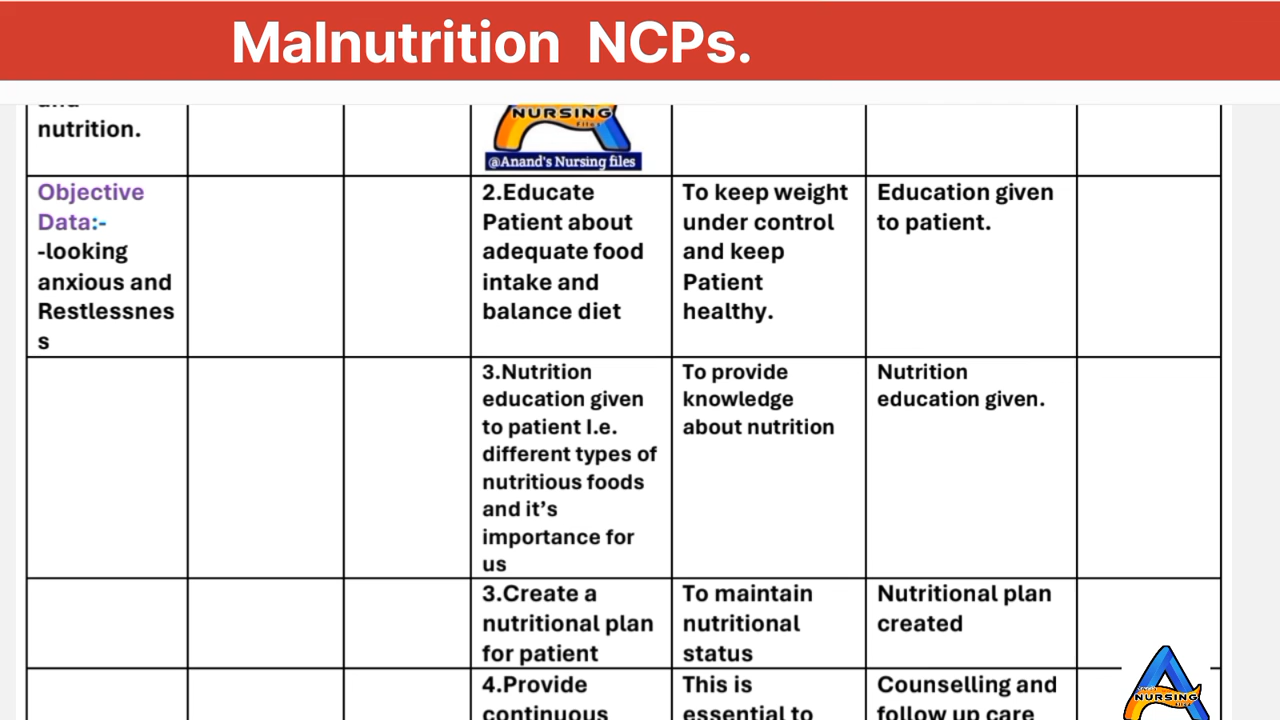 Malnutrition NCPs.
and
nutrition.
NURSING
@Anand's Nursing files
Objective
Data:-
-looking
anxious and
Restlessnes
s
2.Educate
Patient about
adequate food
intake and
balance diet
To keep weight
under control
and keep
Patient
healthy.
Education given
to patient.
3.Nutrition
education given
to patient I.e.
different types of
nutritious foods
and it’s
importance for
us
To provide
knowledge
about nutrition
Nutrition
education given.
3.Create a
nutritional plan
for patient
To maintain
nutritional
status
Nutritional plan
created
4.Provide
continuous
This is
essential to
Counselling and
follow up care
NURSING